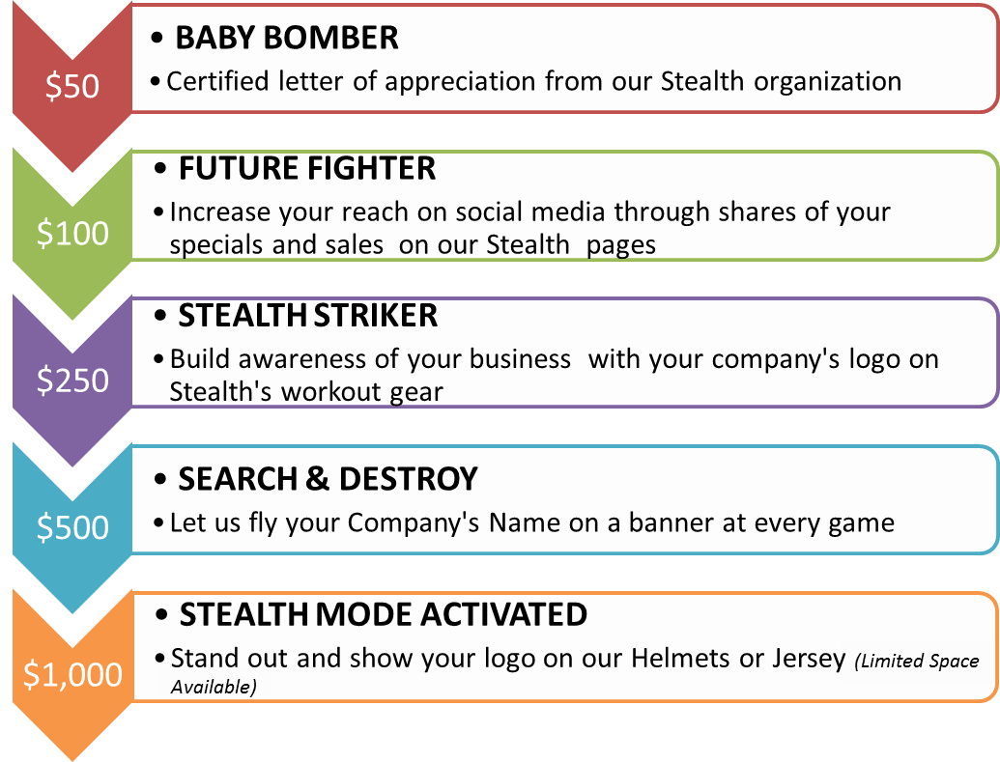 $50
• BABY BOMBER
• Certified letter of appreciation from our Stealth organization
$100
• FUTURE FIGHTER
• Increase your reach on social media through shares of your
specials and sales  on our Stealth  pages
$250
• STEALTH STRIKER
• Build awareness of your business  with your company's logo on
Stealth's workout gear
$500
• SEARCH & DESTROY
• Let us fly your Company's Name on a banner at every game
$1,000
• STEALTH MODE ACTIVATED
• Stand out and show your logo on our Helmets or Jersey (Limited Space
Available)